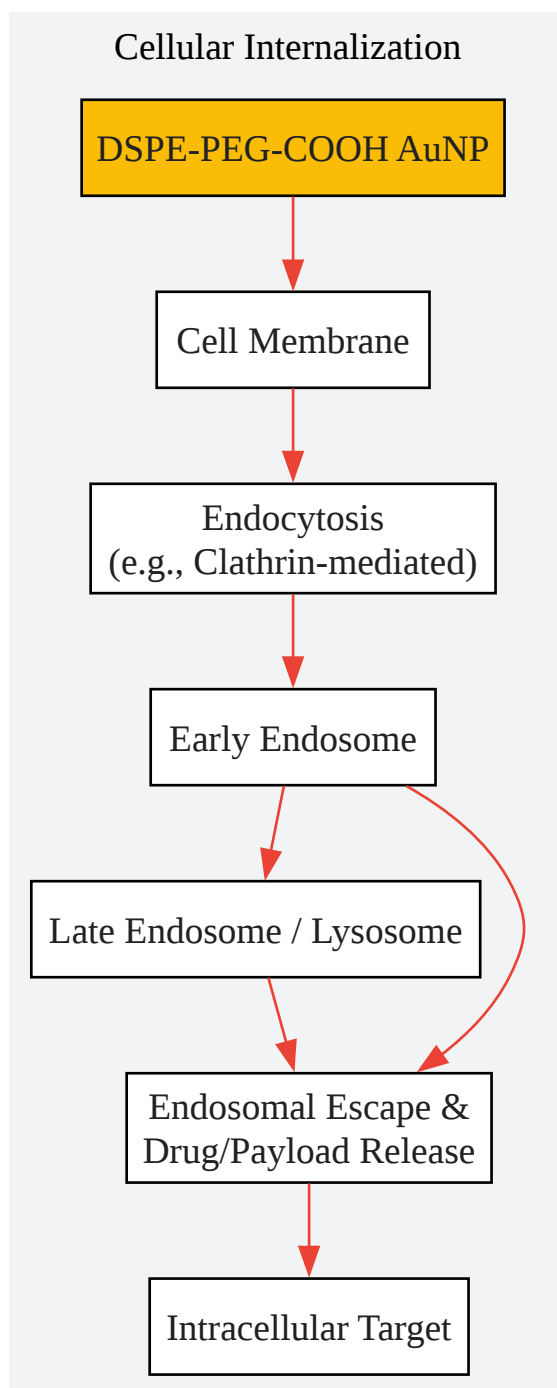 Cellular Internalization
DSPE-PEG-COOH AuNP
Cell Membrane
Endocytosis
(e.g., Clathrin-mediated)
Early Endosome
Late Endosome / Lysosome
Endosomal Escape &
Drug/Payload Release
Intracellular Target